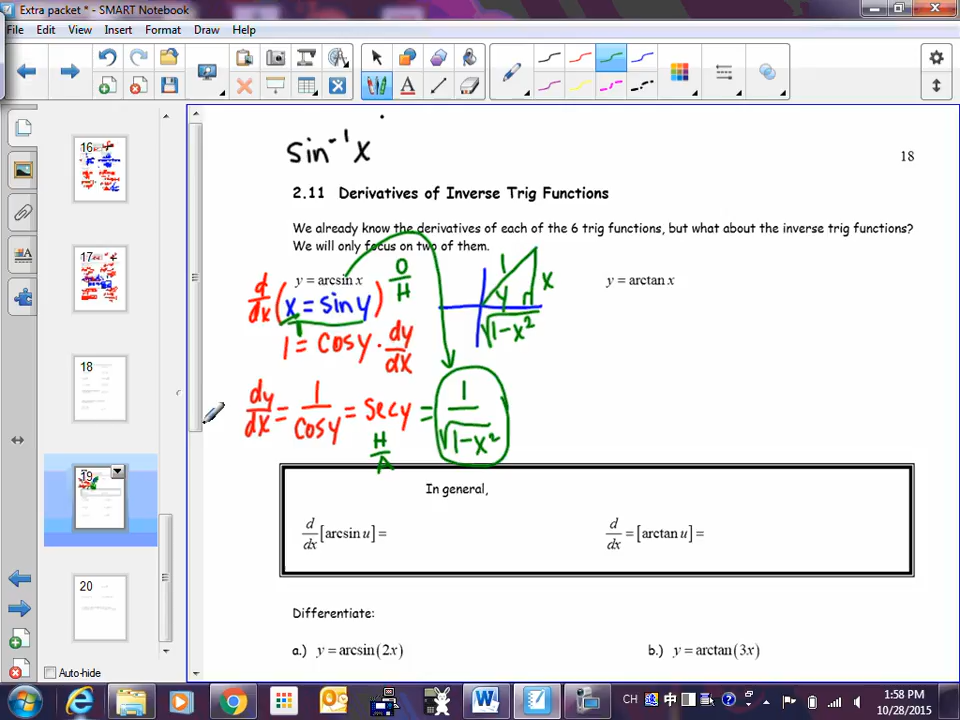 Extra packet * - SMART Notebook
File Edit View Insert Format Draw Help
16
17
18
19
20
Auto-hide
sin⁻¹x
18
2.11 Derivatives of Inverse Trig Functions
We already know the derivatives of each of the 6 trig functions, but what about the inverse trig functions?
We will only focus on two of them.
y = arcsin x
y = arctan x
O/H
d/dx (x = sin y)
1
x
y
√1-x²
1 = cosy · dy/dx
dy/dx = 1/cosy = secy = 1/√1-x²
H/A
In general,
d/dx [arcsin u] =
d/dx = [arctan u] =
Differentiate:
a.) y = arcsin(2x)
b.) y = arctan(3x)
CH 中
1:58 PM
10/28/2015